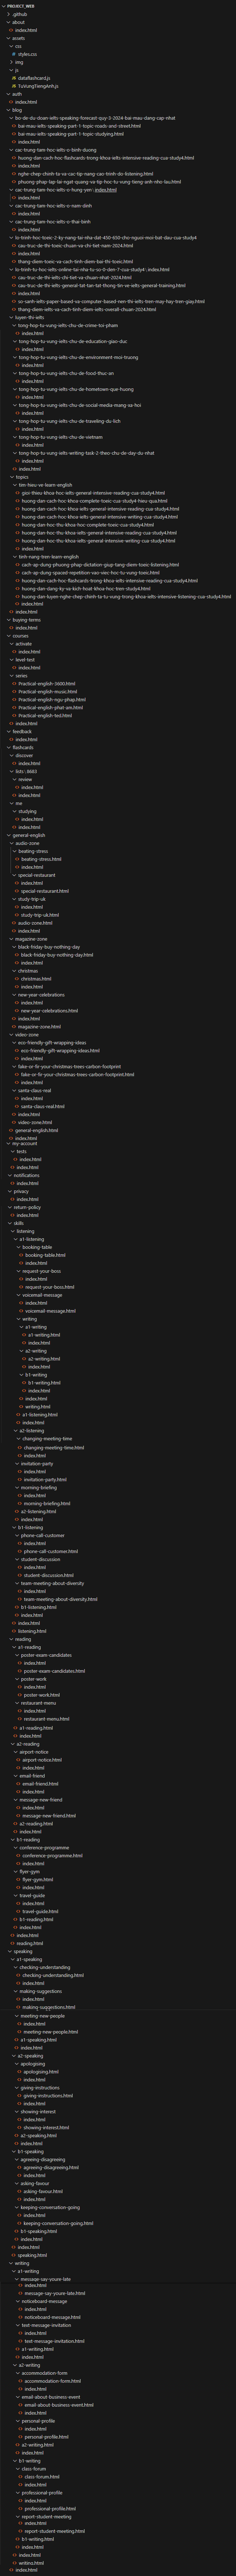 PROJECT_WEB
.github
about
index.html
assets
css
styles.css
img
js
dataflashcard.js
TuVungTiengAnh.js
auth
index.html
blog
bo-de-du-doan-ielts-speaking-forecast-quy-3-2024-bai-mau-dang-cap-nhat
bai-mau-ielts-speaking-part-1-topic-roads-and-street.html
bai-mau-ielts-speaking-part-1-topic-studying.html
index.html
cac-trung-tam-hoc-ielts-o-binh-duong
huong-dan-cach-hoc-flashcards-trong-khoa-ielts-intensive-reading-cua-study4.html
index.html
nghe-chep-chinh-ta-va-cac-tip-nang-cao-trinh-do-listening.html
phuong-phap-lap-lai-ngat-quang-va-tip-hoc-tu-vung-tieng-anh-nho-lau.html
cac-trung-tam-hoc-ielts-o-hung-yen\index.html
index.html
cac-trung-tam-hoc-ielts-o-nam-dinh
index.html
cac-trung-tam-hoc-ielts-o-thai-binh
index.html
lo-trinh-hoc-toeic-2-ky-nang-tai-nha-dat-450-650-cho-nguoi-moi-bat-dau-cung-study4
cau-truc-de-thi-toeic-chuan-va-chi-tiet-nam-2024.html
index.html
thang-diem-toeic-va-cach-tinh-diem-bai-thi-toeic.html
lo-trinh-tu-hoc-ielts-online-tai-nha-tu-so-0-den-7-cung-study4\index.html
cau-truc-de-thi-ielts-chi-tiet-va-chuan-nhat-2024.html
cau-truc-de-thi-ielts-general-tat-tan-tat-thong-tin-ve-ielts-general-training.html
index.html
so-sanh-ielts-paper-based-va-computer-based-nen-thi-ielts-tren-may-hay-tren-giay.html
thang-diem-ielts-va-cach-tinh-diem-ielts-overall-chuan-2024.html
luyen-thi-ielts
tong-hop-tu-vung-ielts-chu-de-crime-toi-pham
index.html
tong-hop-tu-vung-ielts-chu-de-education-giao-duc
index.html
tong-hop-tu-vung-ielts-chu-de-environment-moi-truong
index.html
tong-hop-tu-vung-ielts-chu-de-food-thuc-an
index.html
tong-hop-tu-vung-ielts-chu-de-hometown-que-huong
index.html
tong-hop-tu-vung-ielts-chu-de-social-media-mang-xa-hoi
index.html
tong-hop-tu-vung-ielts-chu-de-traveling-du-lich
index.html
tong-hop-tu-vung-ielts-chu-de-vietnam
index.html
tong-hop-tu-vung-ielts-writing-task-2-theo-chu-de-day-du-nhat
index.html
index.html
topics
tim-hieu-ve-learn-english
gioi-thieu-khoa-hoc-ielts-general-intensive-reading-cua-study4.html
huong-dan-cach-hoc-khoa-complete-toeic-cua-study4-hieu-qua.html
huong-dan-cach-hoc-khoa-ielts-general-intensive-reading-cua-study4.html
huong-dan-cach-hoc-khoa-ielts-general-intensive-writing-cua-study4.html
huong-dan-hoc-thu-khoa-hoc-complete-toeic-cua-study4.html
huong-dan-hoc-thu-khoa-ielts-general-intensive-reading-cua-study4.html
huong-dan-hoc-thu-khoa-ielts-general-intensive-writing-cua-study4.html
index.html
tinh-nang-tren-learn-english
cach-ap-dung-phuong-phap-dictation-giup-tang-diem-toeic-listening.html
cach-ap-dung-spaced-repetition-trong-viec-hoc-tu-vung-toeic.html
huong-dan-cach-hoc-flashcards-trong-khoa-ielts-intensive-reading-cua-study4.html
huong-dan-dang-ky-va-kich-hoat-khoa-hoc-tren-study4.html
huong-dan-luyen-nghe-chep-chinh-ta-tu-vung-trong-khoa-ielts-intensive-listening-cua-study4.html
index.html
index.html
buying-terms
index.html
courses
activate
index.html
level-test
index.html
series
Practical-english-3600.html
Practical-english-music.html
Practical-english-ngu-phap.html
Practical-english-phat-am.html
Practical-english-ted.html
index.html
feedback
index.html
flashcards
discover
index.html
lists\8683
review
index.html
index.html
me
studying
index.html
index.html
general-english
audio-zone
beating-stress
beating-stress.html
index.html
special-restaurant
index.html
special-restaurant.html
study-trip-uk
index.html
study-trip-uk.html
audio-zone.html
index.html
magazine-zone
black-friday-buy-nothing-day
black-friday-buy-nothing-day.html
index.html
christmas
christmas.html
index.html
new-year-celebrations
index.html
new-year-celebrations.html
index.html
magazine-zone.html
video-zone
eco-friendly-gift-wrapping-ideas
eco-friendly-gift-wrapping-ideas.html
index.html
fake-or-fir-your-christmas-trees-carbon-footprint
fake-or-fir-your-christmas-trees-carbon-footprint.html
index.html
santa-claus-real
index.html
santa-claus-real.html
index.html
video-zone.html
general-english.html
index.html
my-account
tests
index.html
index.html
notifications
index.html
privacy
index.html
return-policy
index.html
skills
listening
a1-listening
booking-table
booking-table.html
index.html
request-your-boss
index.html
request-your-boss.html
voicemail-message
index.html
voicemail-message.html
writing
a1-writing
a1-writing.html
index.html
a2-writing
a2-writing.html
index.html
b1-writing
b1-writing.html
index.html
index.html
writing.html
a1-listening.html
index.html
a2-listening
changing-meeting-time
changing-meeting-time.html
index.html
invitation-party
index.html
invitation-party.html
morning-briefing
index.html
morning-briefing.html
a2-listening.html
index.html
b1-listening
phone-call-customer
index.html
phone-call-customer.html
student-discussion
index.html
student-discussion.html
team-meeting-about-diversity
index.html
team-meeting-about-diversity.html
b1-listening.html
index.html
index.html
listening.html
reading
a1-reading
poster-exam-candidates
index.html
poster-exam-candidates.html
poster-work
index.html
poster-work.html
restaurant-menu
index.html
restaurant-menu.html
a1-reading.html
index.html
a2-reading
airport-notice
airport-notice.html
index.html
email-friend
email-friend.html
index.html
message-new-friend
index.html
message-new-friend.html
a2-reading.html
index.html
b1-reading
conference-programme
conference-programme.html
index.html
flyer-gym
flyer-gym.html
index.html
travel-guide
index.html
travel-guide.html
b1-reading.html
index.html
index.html
reading.html
speaking
a1-speaking
checking-understanding
checking-understanding.html
index.html
making-suggestions
index.html
making-suggestions.html
meeting-new-people
index.html
meeting-new-people.html
a1-speaking.html
index.html
a2-speaking
apologising
apologising.html
index.html
giving-instructions
giving-instructions.html
index.html
showing-interest
index.html
showing-interest.html
a2-speaking.html
index.html
b1-speaking
agreeing-disagreeing
agreeing-disagreeing.html
index.html
asking-favour
asking-favour.html
index.html
keeping-conversation-going
index.html
keeping-conversation-going.html
b1-speaking.html
index.html
index.html
speaking.html
writing
a1-writing
message-say-youre-late
index.html
message-say-youre-late.html
noticeboard-message
index.html
noticeboard-message.html
text-message-invitation
index.html
text-message-invitation.html
a1-writing.html
index.html
a2-writing
accommodation-form
accommodation-form.html
index.html
email-about-business-event
email-about-business-event.html
index.html
personal-profile
index.html
personal-profile.html
a2-writing.html
index.html
b1-writing
class-forum
class-forum.html
index.html
professional-profile
index.html
professional-profile.html
report-student-meeting
index.html
report-student-meeting.html
b1-writing.html
index.html
index.html
writing.html
index.html